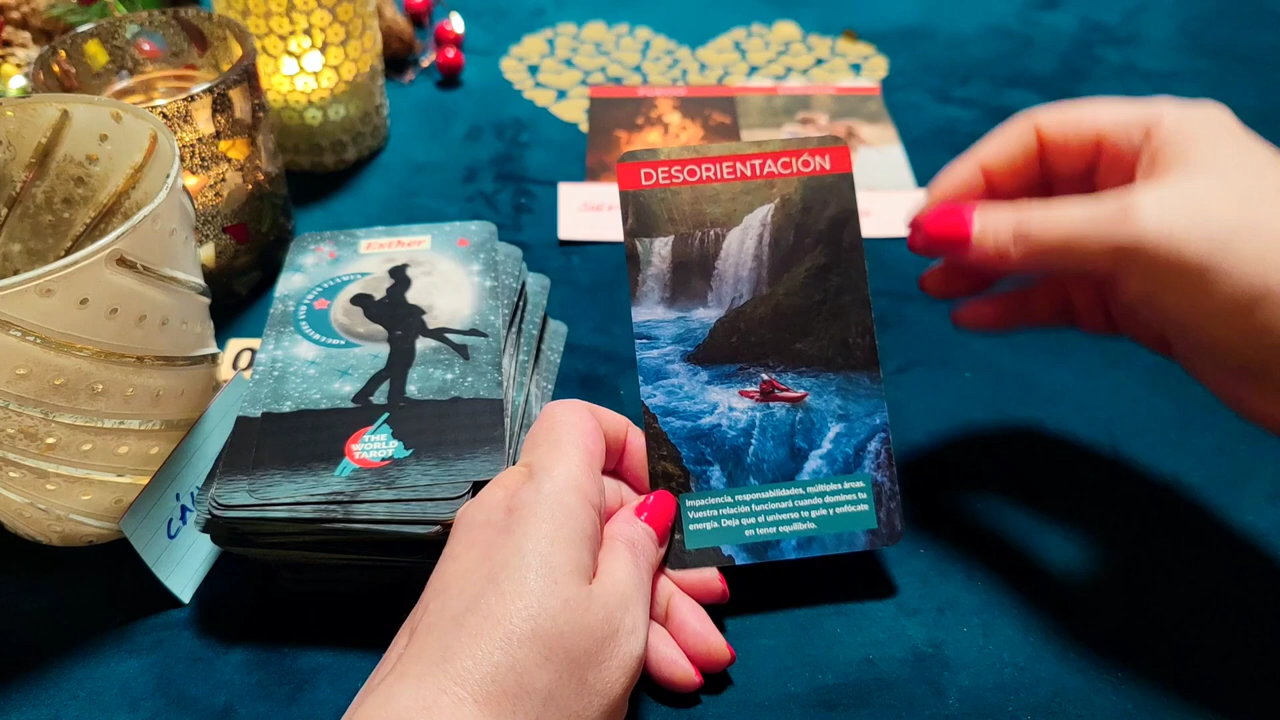 DESORIENTACIÓN
Impaciencia, responsabilidades, múltiples áreas.
Vuestra relación funcionará cuando domines tu
energía. Deja que el universo te guíe y enfócate
en tener equilibrio.
Esther
THE
WORLD
TAROT
CÁN